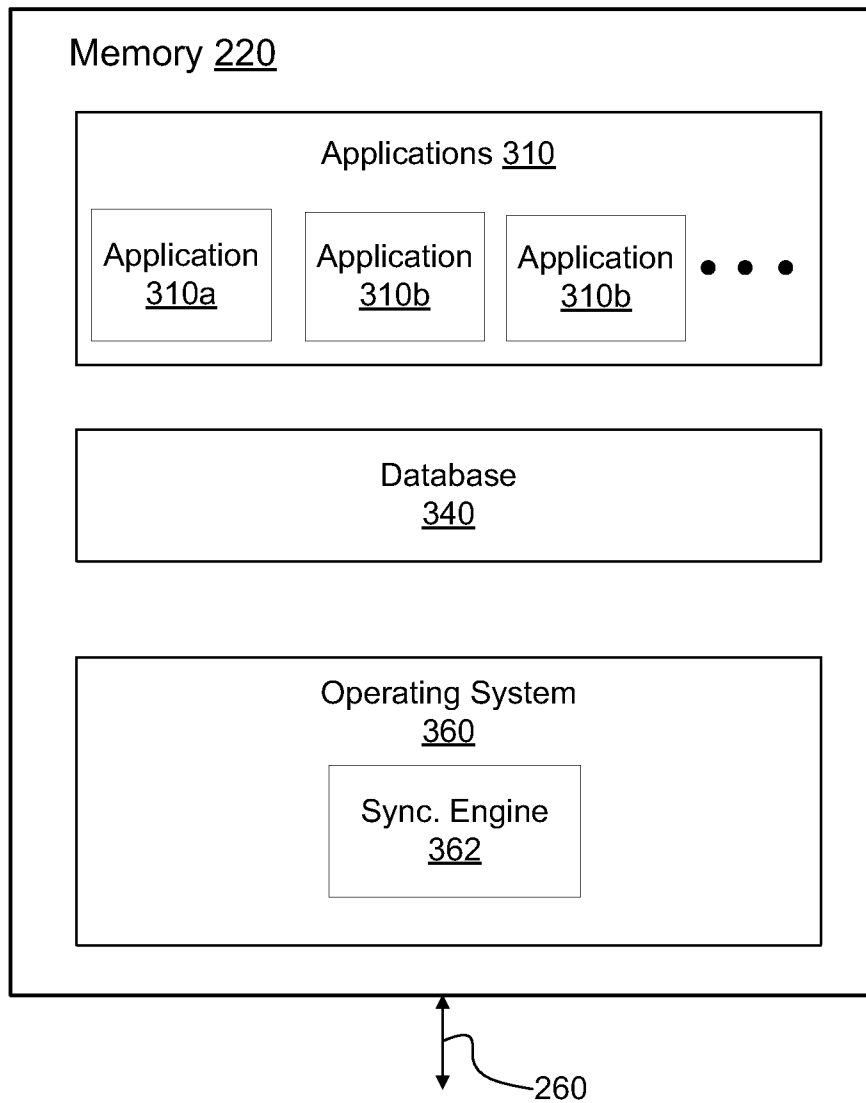 Memory 220
Applications 310
Application
310a
Application
310b
Application
310b
Database
340
Operating System
360
Sync. Engine
362
260